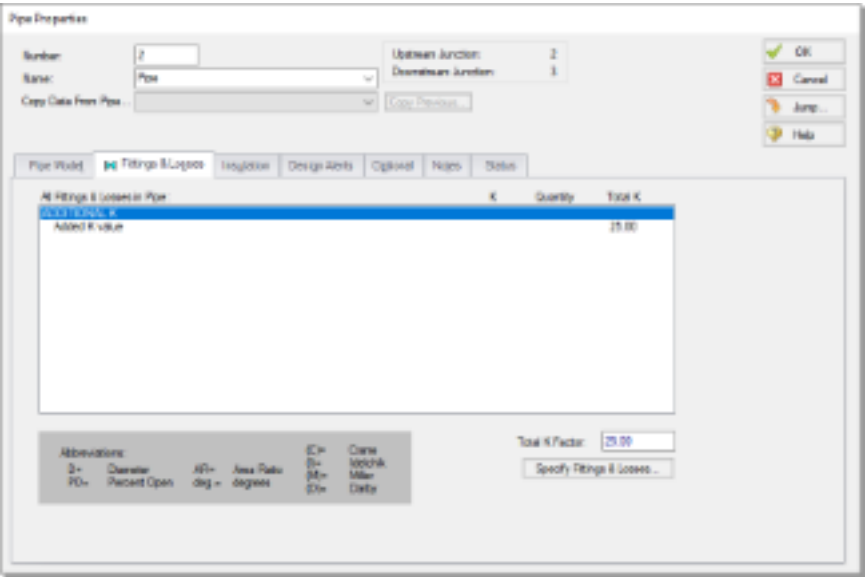 Pipe Properties
Number: 2
Name: Pipe
Copy Data From Pipe...
Copy Previous...
Upstream Junction: 2
Downstream Junction: 3
OK
Cancel
Jump...
Help
Pipe Model Fittings & Losses Insulation Design Alerts Optional Notes Status
All Fittings & Losses in Pipe: K Quantity Total K
ADDITIONAL K
Added K value 25.00
Abbreviations:
D= Diameter AR= Area Ratio (C)= Crane
PO= Percent Open deg.= degrees (I)= Idelchik
(M)= Miller
(D)= Darby
Total K Factor: 25.00
Specify Fittings & Losses...